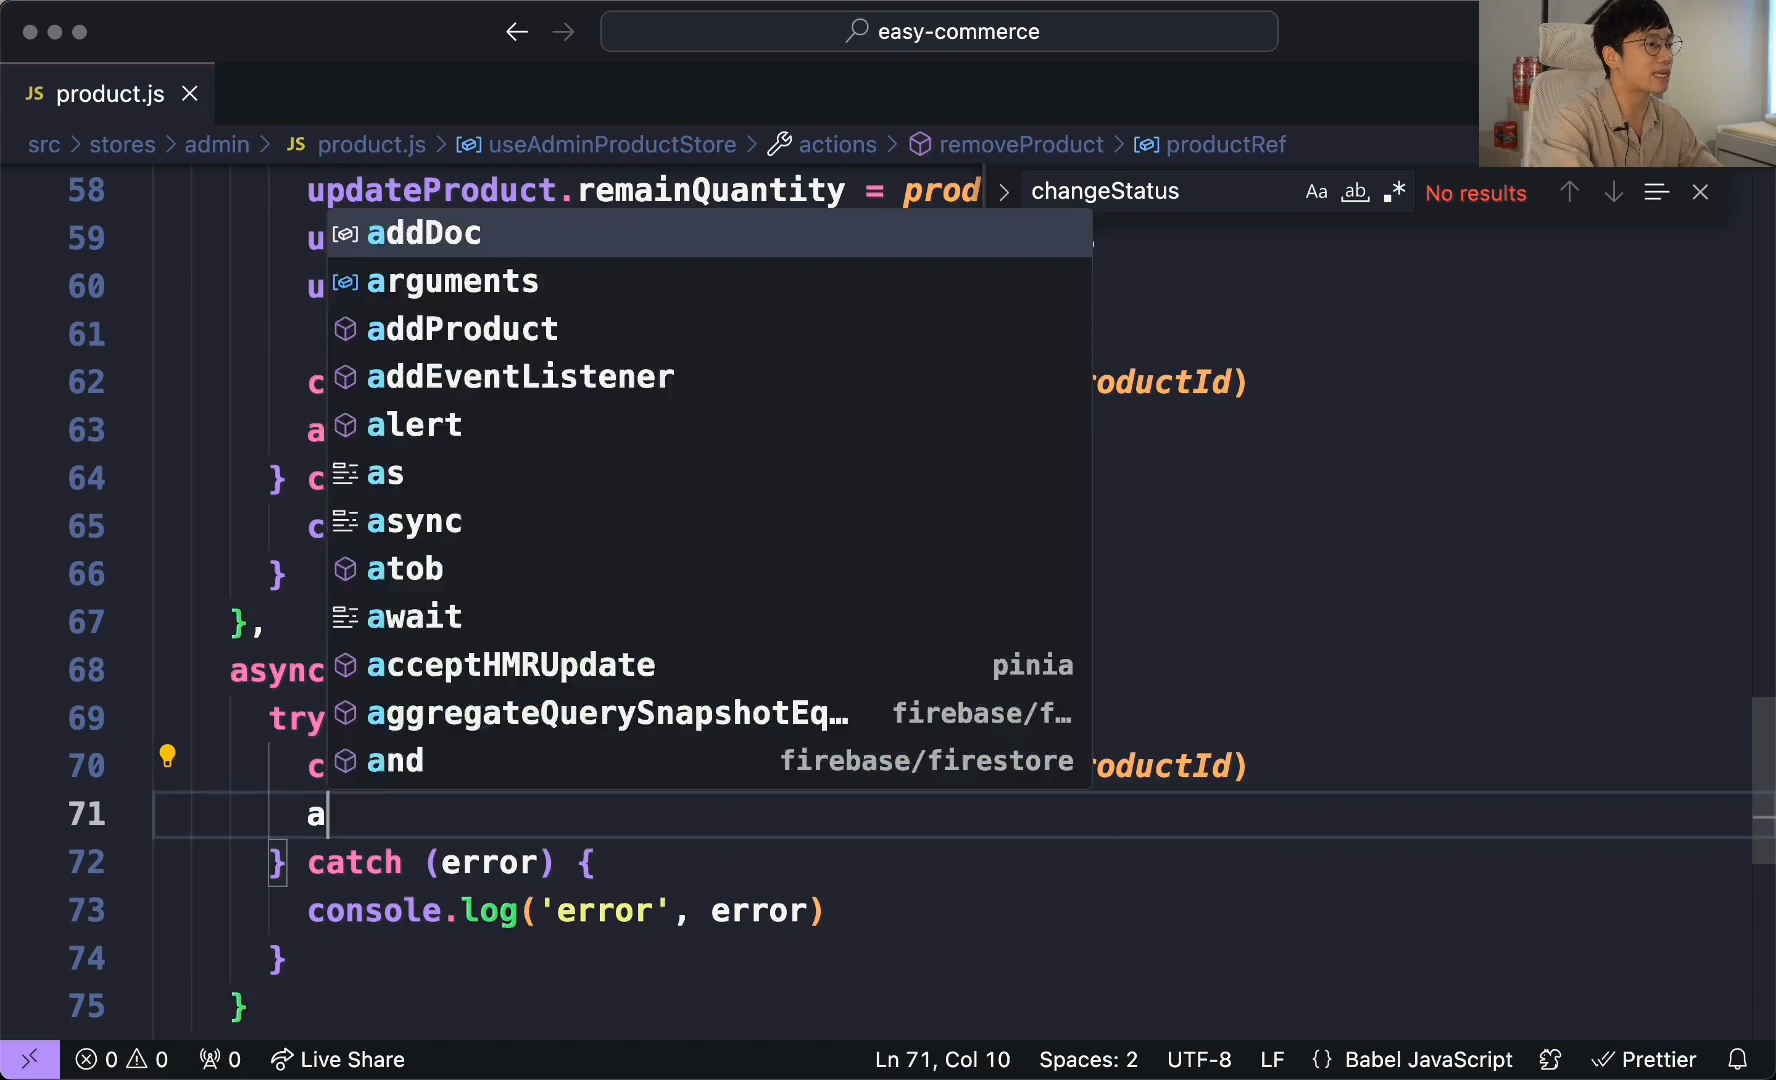 easy-commerce
JS product.js
src > stores > admin > JS product.js > useAdminProductStore > actions > removeProduct > productRef
58 updateProduct.remainQuantity = prod
changeStatus Aa ab .* No results
59 u
addDoc
60 u
arguments
61
addProduct
62 c oductId)
addEventListener
63 a
alert
64 } c
as
65 c
async
66 }
atob
67 },
await
68 async
acceptHMRUpdate pinia
69 try
aggregateQuerySnapshotEq… firebase/f…
70 c oductId)
and firebase/firestore
71 a
72 } catch (error) {
73 console.log('error', error)
74 }
75 }
0 0 0 Live Share Ln 71, Col 10 Spaces: 2 UTF-8 LF {} Babel JavaScript Prettier